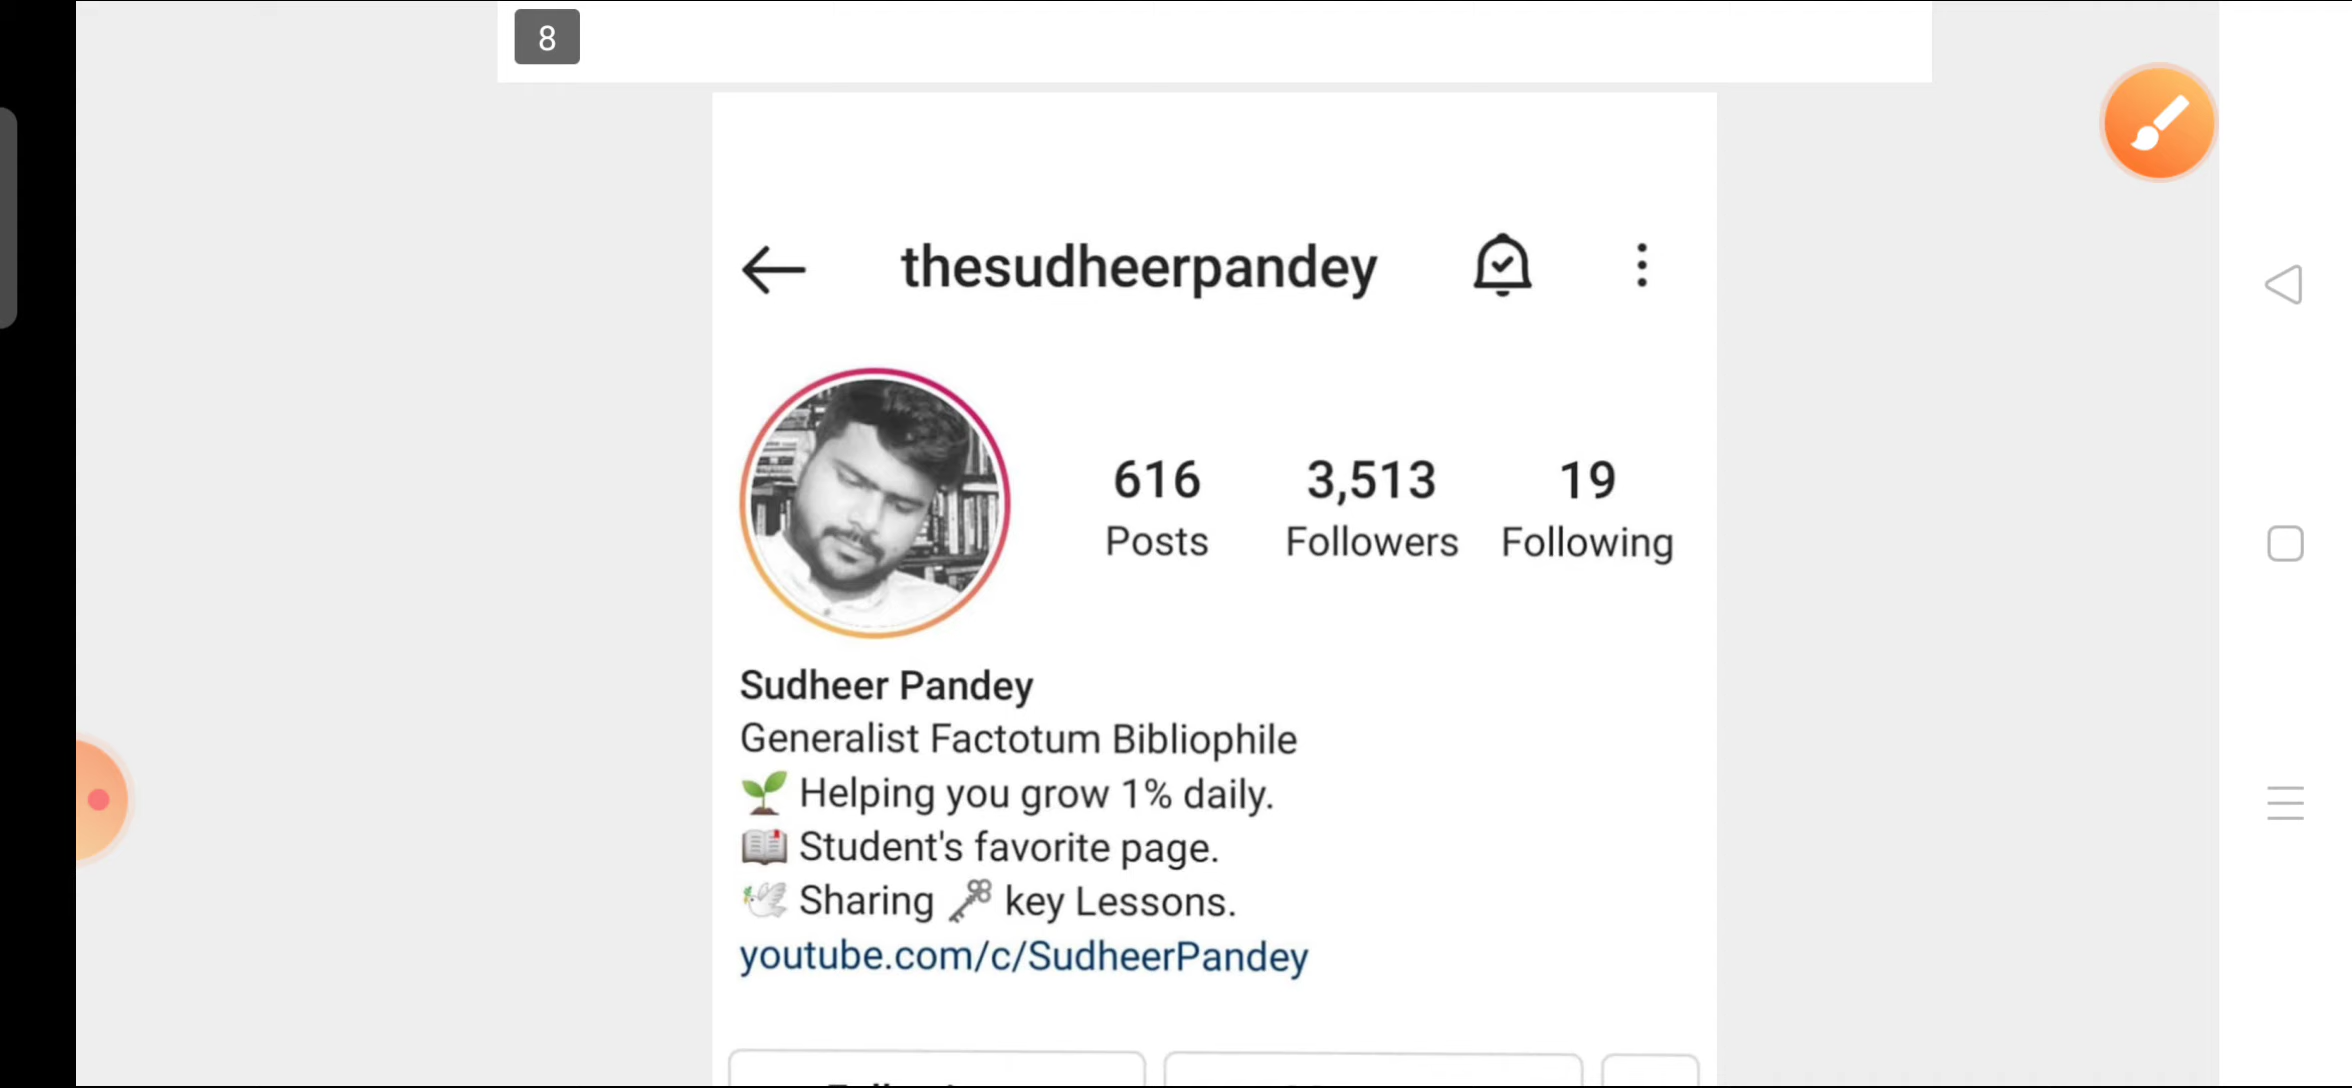 8
thesudheerpandey
616 3,513 19
Posts Followers Following
Sudheer Pandey
Generalist Factotum Bibliophile
🌱 Helping you grow 1% daily.
📖 Student's favorite page.
🕊️ Sharing 🗝️ key Lessons.
youtube.com/c/SudheerPandey